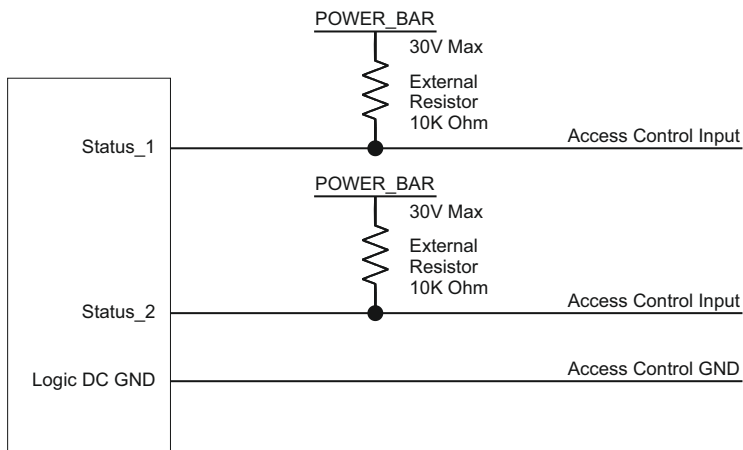 POWER_BAR
30V Max
External
Resistor
10K Ohm
Status_1
Access Control Input
POWER_BAR
30V Max
External
Resistor
10K Ohm
Status_2
Access Control Input
Logic DC GND
Access Control GND